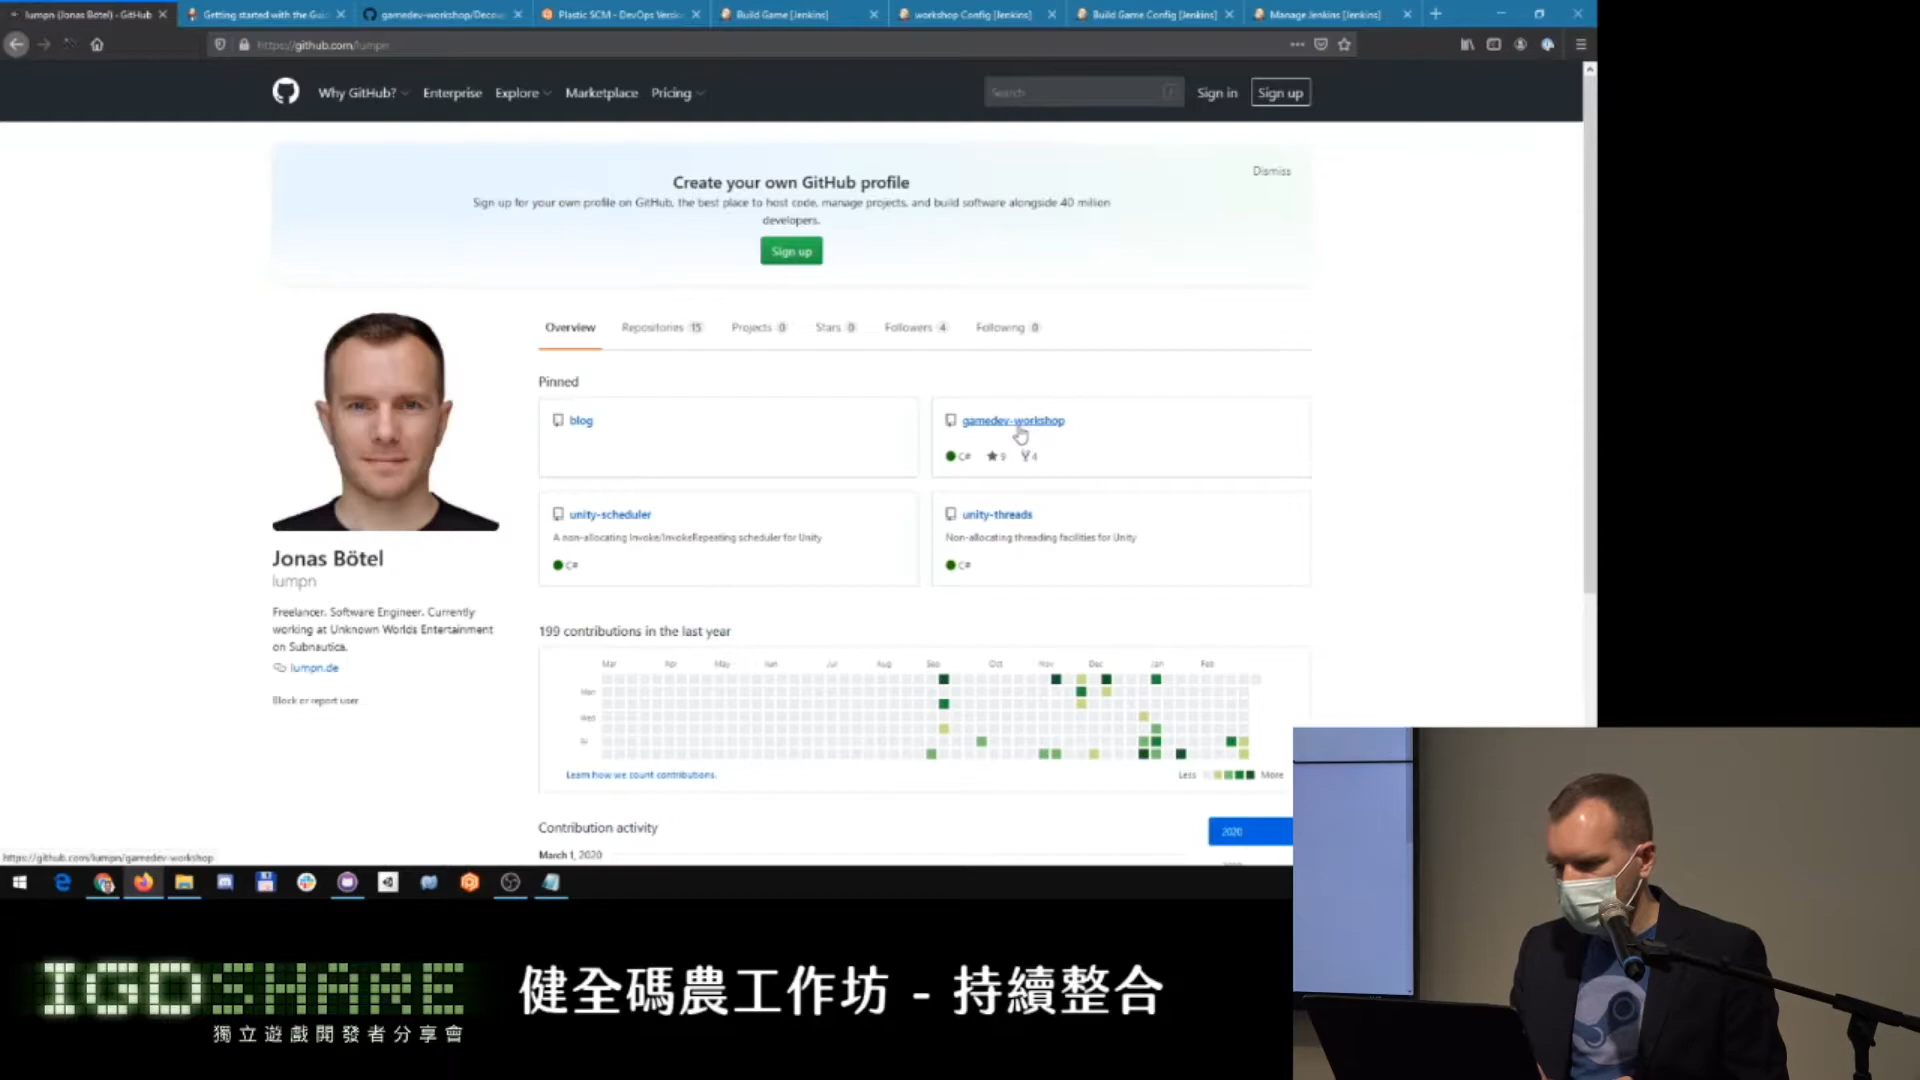 lumpn (Jonas Bötel) - GitHub
Getting started with the Gui
gamedev-workshop/Decou
Plastic SCM - DevOps Version
Build Game [Jenkins]
workshop Config [Jenkins]
Build Game Config [Jenkins]
Manage Jenkins [Jenkins]
https://github.com/lumpn
Why GitHub?
Enterprise
Explore
Marketplace
Pricing
Search
/
Sign in
Sign up
Create your own GitHub profile
Dismiss
Sign up for your own profile on GitHub, the best place to host code, manage projects, and build software alongside 40 million
developers.
Sign up
Overview
Repositories 15
Projects 0
Stars 0
Followers 4
Following 0
Pinned
blog
gamedev-workshop
C# 9 4
unity-scheduler
A non-allocating Invoke/InvokeRepeating scheduler for Unity
C#
unity-threads
Non-allocating threading facilities for Unity
C#
Jonas Bötel
lumpn
Freelancer. Software Engineer. Currently
working at Unknown Worlds Entertainment
on Subnautica.
lumpn.de
Block or report user
199 contributions in the last year
Mar Apr May Jun Jul Aug Sep Oct Nov Dec Jan Feb
Mon
Wed
Fri
Learn how we count contributions.
Less
More
Contribution activity
2020
March 1, 2020
https://github.com/lumpn/gamedev-workshop
IGDSHARE
獨立遊戲開發者分享會
健全碼農工作坊 - 持續整合